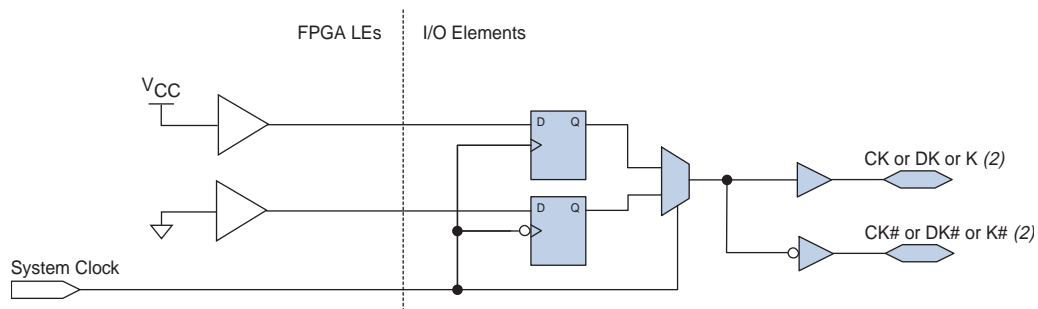 FPGA LEs
I/O Elements
VCC
D Q
CK or DK or K (2)
D Q
CK# or DK# or K# (2)
System Clock